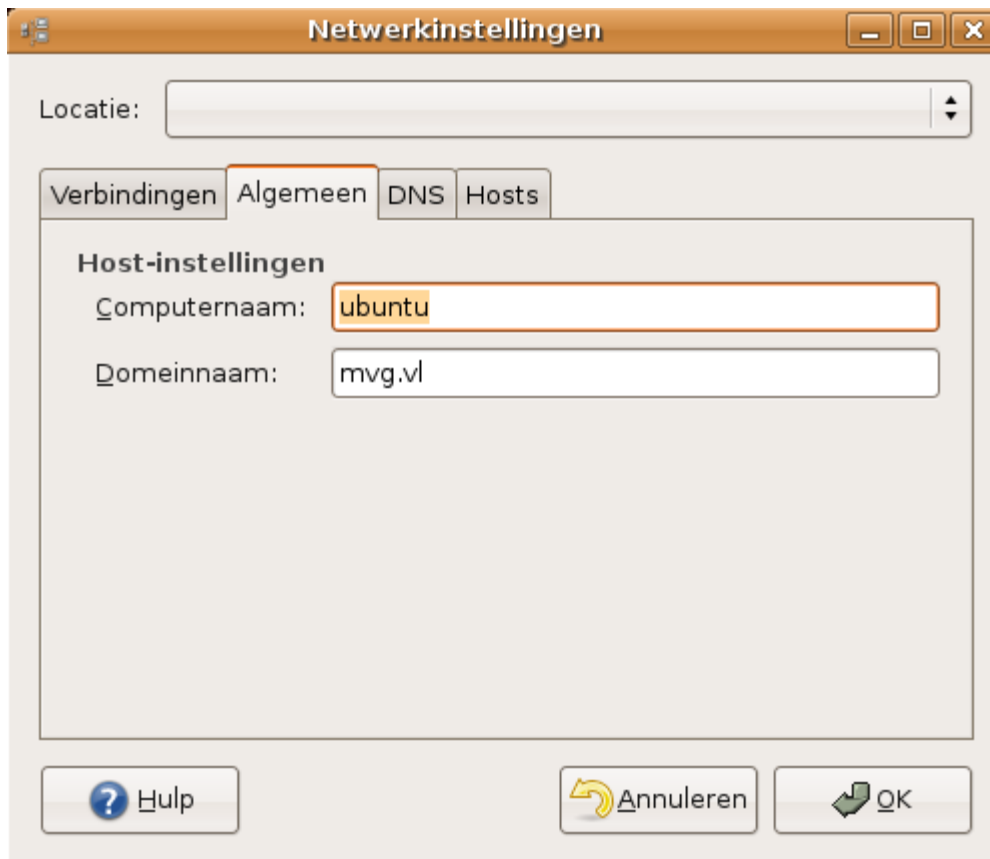 Netwerkinstellingen
Locatie:
Verbindingen Algemeen DNS Hosts
Host-instellingen
Computernaam: ubuntu
Domeinnaam: mvg.vl
Hulp Annuleren OK